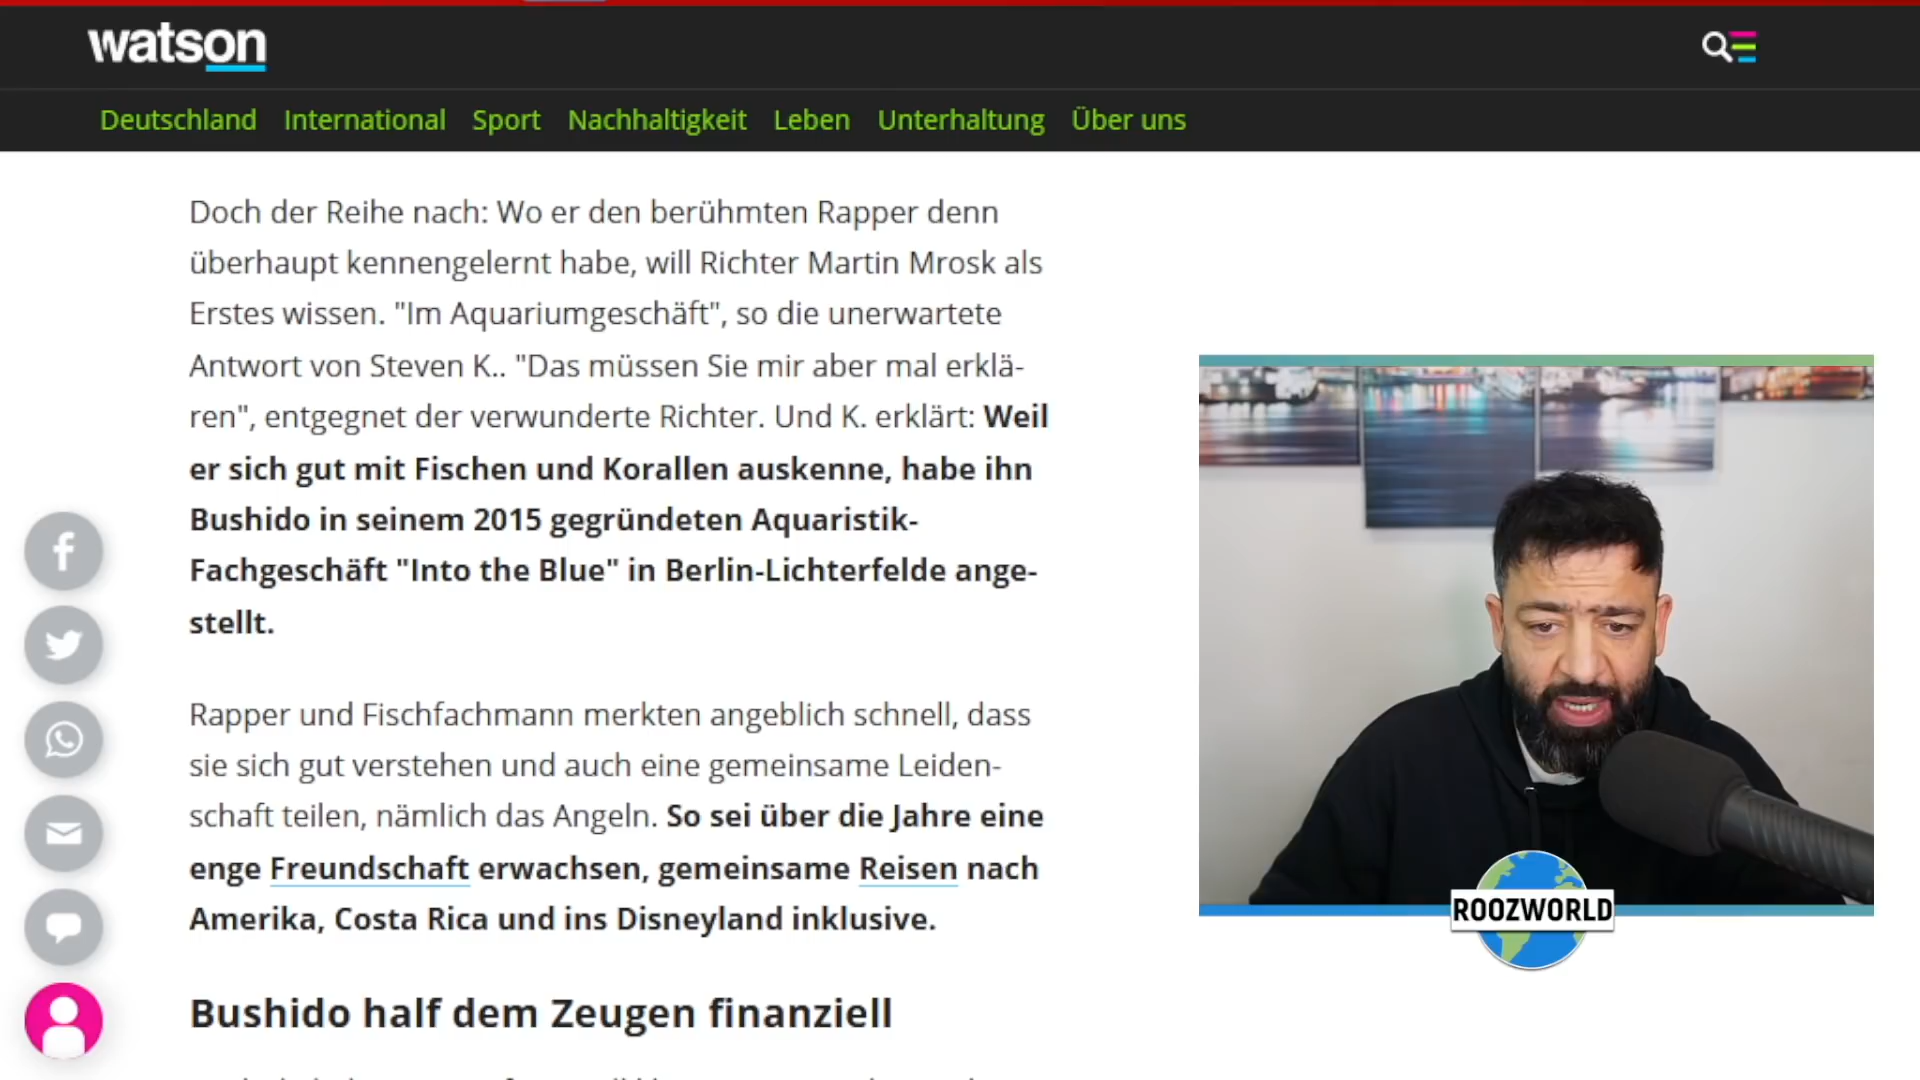 watson
Deutschland International Sport Nachhaltigkeit Leben Unterhaltung Über uns
Doch der Reihe nach: Wo er den berühmten Rapper denn
überhaupt kennengelernt habe, will Richter Martin Mrosk als
Erstes wissen. "Im Aquariumgeschäft", so die unerwartete
Antwort von Steven K.. "Das müssen Sie mir aber mal erklä-
ren", entgegnet der verwunderte Richter. Und K. erklärt: Weil
er sich gut mit Fischen und Korallen auskenne, habe ihn
Bushido in seinem 2015 gegründeten Aquaristik-
Fachgeschäft "Into the Blue" in Berlin-Lichterfelde ange-
stellt.
Rapper und Fischfachmann merkten angeblich schnell, dass
sie sich gut verstehen und auch eine gemeinsame Leiden-
schaft teilen, nämlich das Angeln. So sei über die Jahre eine
enge Freundschaft erwachsen, gemeinsame Reisen nach
Amerika, Costa Rica und ins Disneyland inklusive.
Bushido half dem Zeugen finanziell
ROOZWORLD